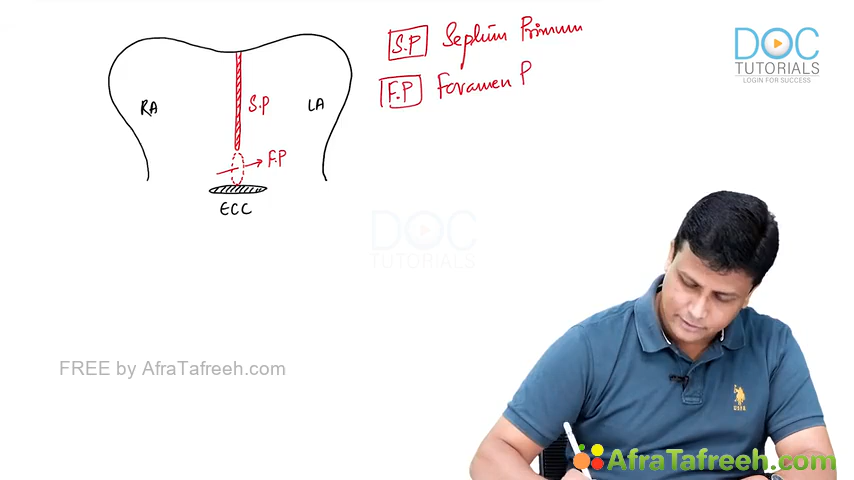 S.P Septum Primum
F.P Foramen P
RA
S.P
LA
F.P
ECC
DOC
TUTORIALS
LOGIN FOR SUCCESS
DOC
TUTORIALS
FREE by AfraTafreeh.com
USPA
AfraTafreeh.com